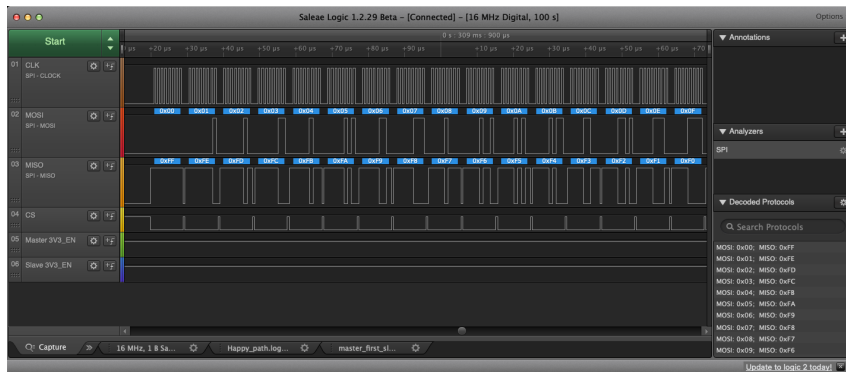 Saleae Logic 1.2.29 Beta – [Connected] – [16 MHz Digital, 100 s]
Options
Start
0 s : 309 ms : 900 µs
µs +20 µs +30 µs +40 µs +50 µs +60 µs +70 µs +80 µs +90 µs +10 µs +20 µs +30 µs +40 µs +50 µs +60 µs +70
01 CLK
SPI - CLOCK
02 MOSI
SPI - MOSI
0x00 0x01 0x02 0x03 0x04 0x05 0x06 0x07 0x08 0x09 0x0A 0x0B 0x0C 0x0D 0x0E 0x0F
03 MISO
SPI - MISO
0xFF 0xFE 0xFD 0xFC 0xFB 0xFA 0xF9 0xF8 0xF7 0xF6 0xF5 0xF4 0xF3 0xF2 0xF1 0xF0
04 CS
05 Master 3V3_EN
06 Slave 3V3_EN
Annotations
Analyzers
SPI
Decoded Protocols
Search Protocols
MOSI: 0x00; MISO: 0xFF
MOSI: 0x01; MISO: 0xFE
MOSI: 0x02; MISO: 0xFD
MOSI: 0x03; MISO: 0xFC
MOSI: 0x04; MISO: 0xFB
MOSI: 0x05; MISO: 0xFA
MOSI: 0x06; MISO: 0xF9
MOSI: 0x07; MISO: 0xF8
MOSI: 0x08; MISO: 0xF7
MOSI: 0x09; MISO: 0xF6
Capture
16 MHz, 1 B Sa...
Happy_path.log...
master_first_sl...
Update to logic 2 today!